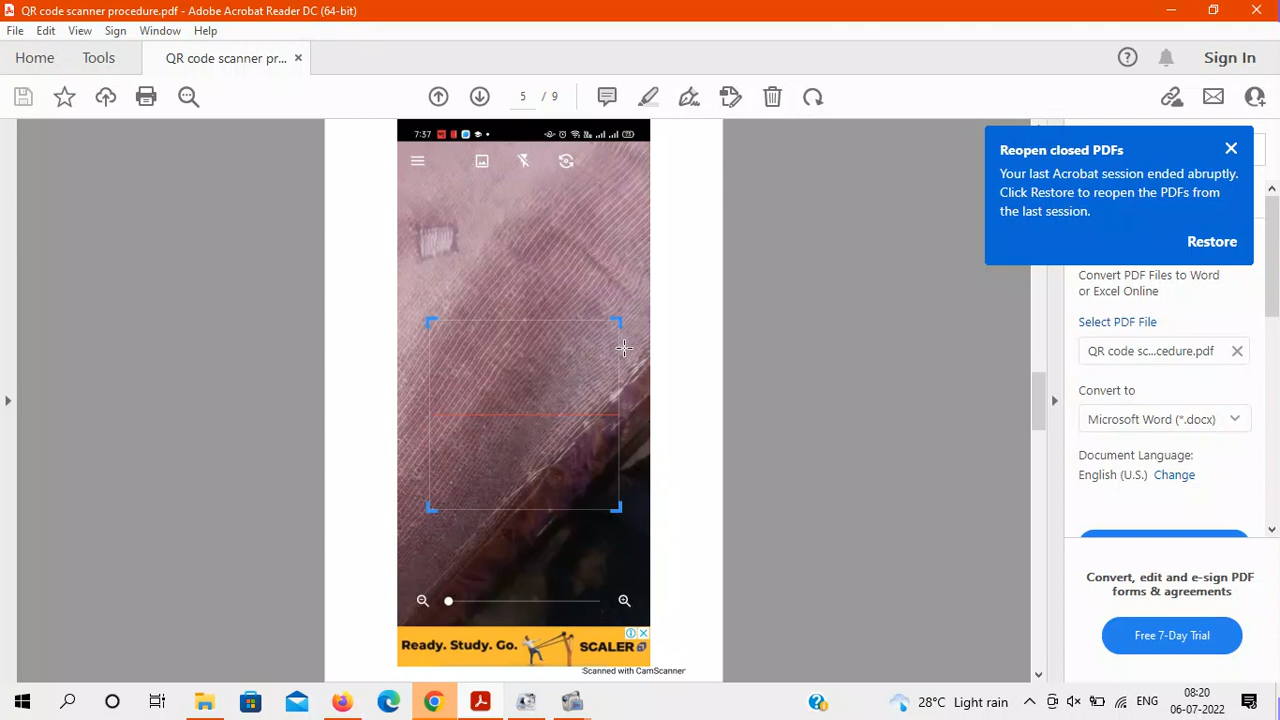 QR code scanner procedure.pdf - Adobe Acrobat Reader DC (64-bit)
File Edit View Sign Window Help
Home Tools QR code scanner pr... Sign In
5 / 9
7:37
Reopen closed PDFs
Your last Acrobat session ended abruptly.
Click Restore to reopen the PDFs from
the last session.
Restore
Convert PDF Files to Word
or Excel Online
Select PDF File
QR code sc...cedure.pdf
Convert to
Microsoft Word (*.docx)
Document Language:
English (U.S.) Change
Convert, edit and e-sign PDF
forms & agreements
Free 7-Day Trial
Ready. Study. Go. SCALER
Scanned with CamScanner
28°C Light rain
ENG
08:20
06-07-2022